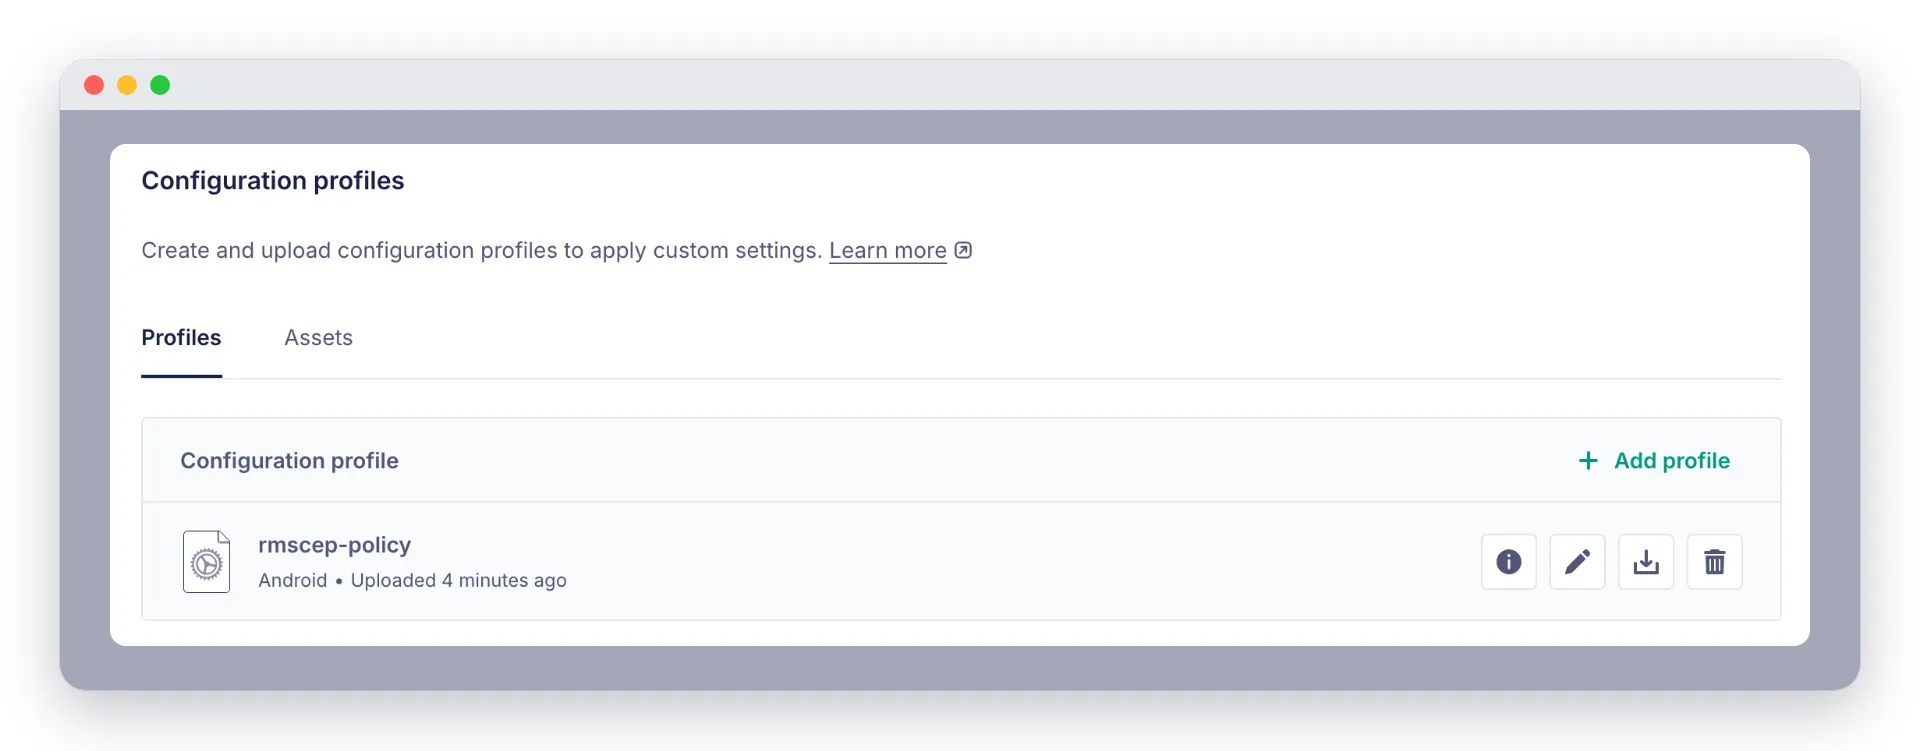 Configuration profiles
Create and upload configuration profiles to apply custom settings. Learn more
Profiles
Assets
Configuration profile
+ Add profile
rmscep-policy
Android • Uploaded 4 minutes ago